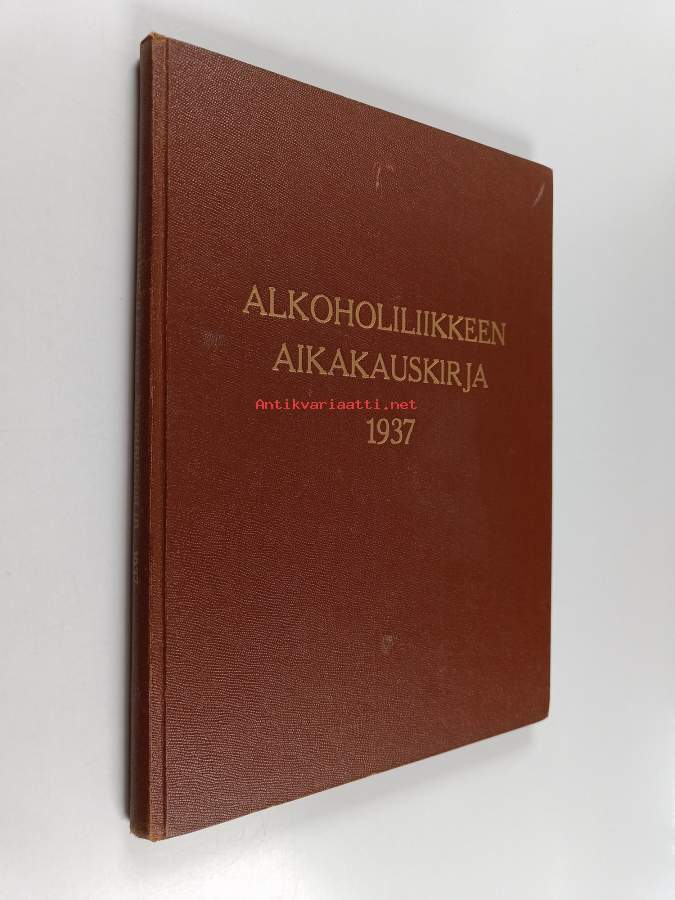 ALKOHOLILIIKKEEN
AIKAKAUSKIRJA
Antikvariaatti.net
1937